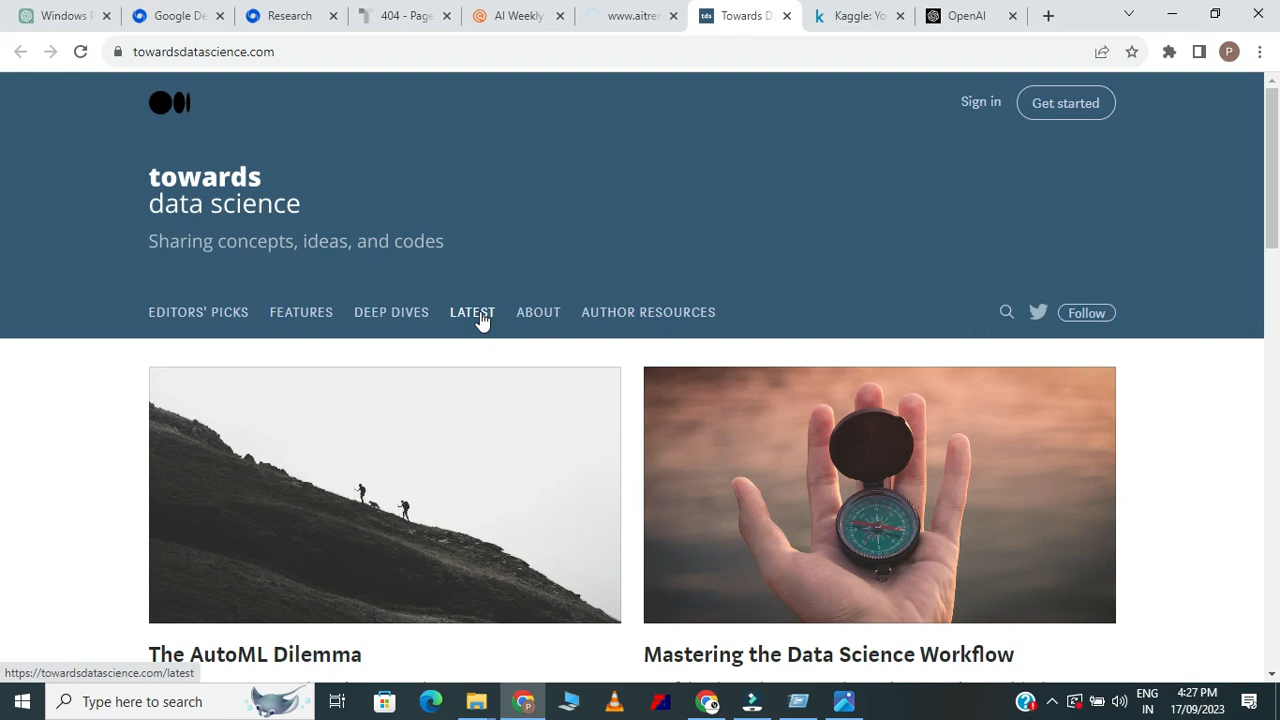 Windows P
Google De
Research
404 - Page
AI Weekly
www.aitren
Towards D
Kaggle: Yo
OpenAI
towardsdatascience.com
P
Sign in
Get started
towards
data science
Sharing concepts, ideas, and codes
EDITORS' PICKS FEATURES DEEP DIVES LATEST ABOUT AUTHOR RESOURCES
Follow
The AutoML Dilemma
Mastering the Data Science Workflow
https://towardsdatascience.com/latest
Type here to search
ENG
IN
4:27 PM
17/09/2023